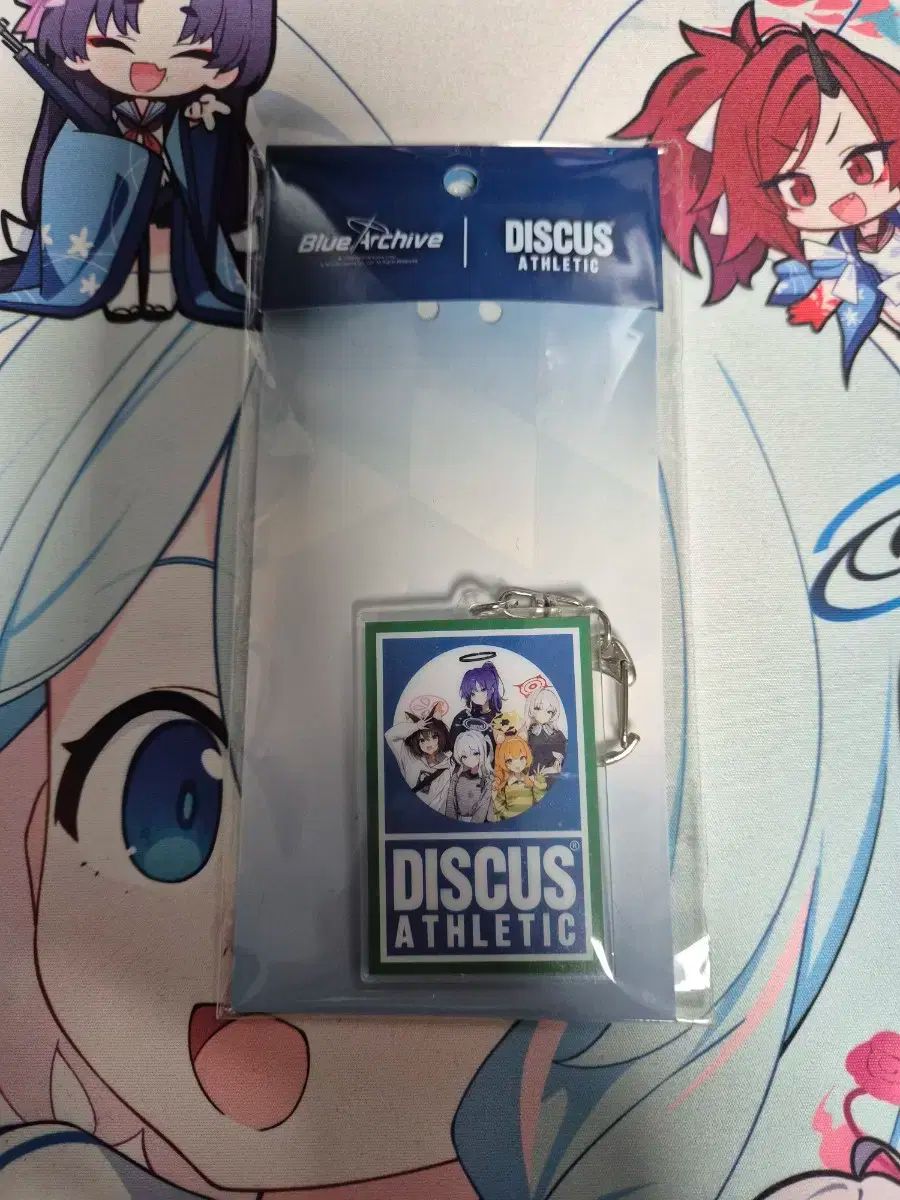 Blue Archive
DISCUS
ATHLETIC
DISCUS®
ATHLETIC